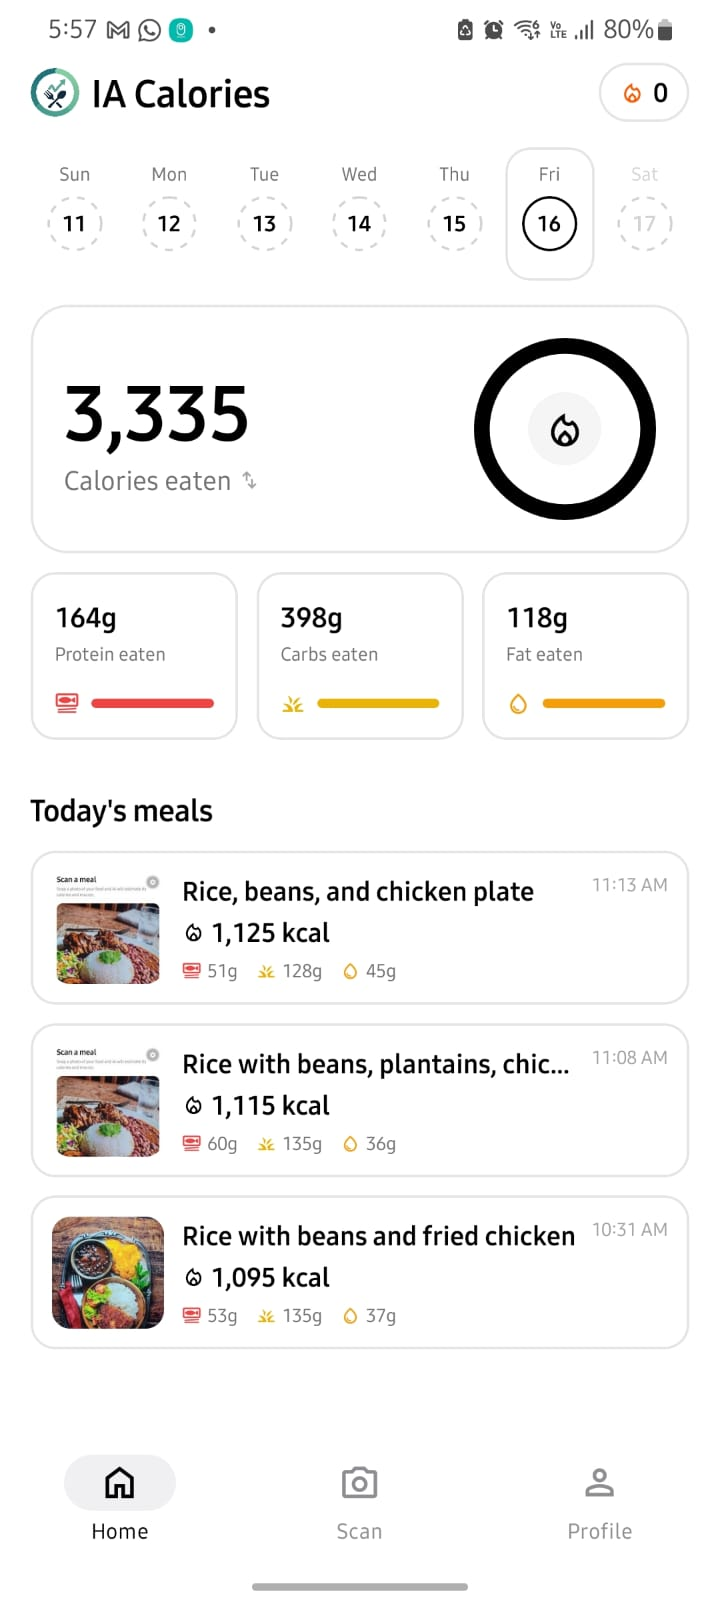 5:57
Vo LTE
80%
IA Calories
0
Sun Mon Tue Wed Thu Fri Sat
11 12 13 14 15 16 17
3,335
Calories eaten
164g
Protein eaten
398g
Carbs eaten
118g
Fat eaten
Today's meals
Scan a meal
Rice, beans, and chicken plate
11:13 AM
1,125 kcal
51g 128g 45g
Scan a meal
Rice with beans, plantains, chic...
11:08 AM
1,115 kcal
60g 135g 36g
Rice with beans and fried chicken
10:31 AM
1,095 kcal
53g 135g 37g
Home Scan Profile